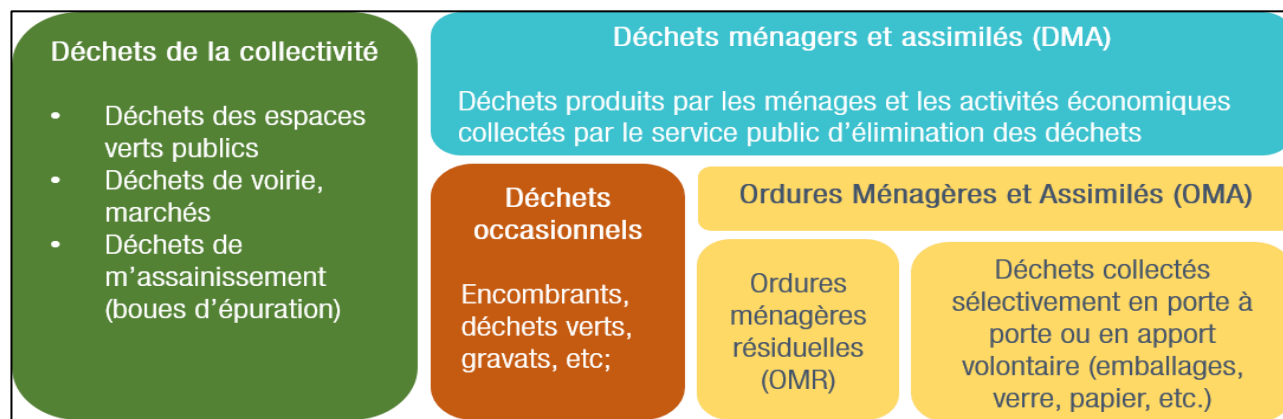 Déchets de la collectivité
• Déchets des espaces
verts publics
• Déchets de voirie,
marchés
• Déchets de
m'assainissement
(boues d'épuration)
Déchets ménagers et assimilés (DMA)
Déchets produits par les ménages et les activités économiques
collectés par le service public d'élimination des déchets
Déchets
occasionnels
Encombrants,
déchets verts,
gravats, etc;
Ordures Ménagères et Assimilés (OMA)
Ordures
ménagères
résiduelles
(OMR)
Déchets collectés
sélectivement en porte à
porte ou en apport
volontaire (emballages,
verre, papier, etc.)